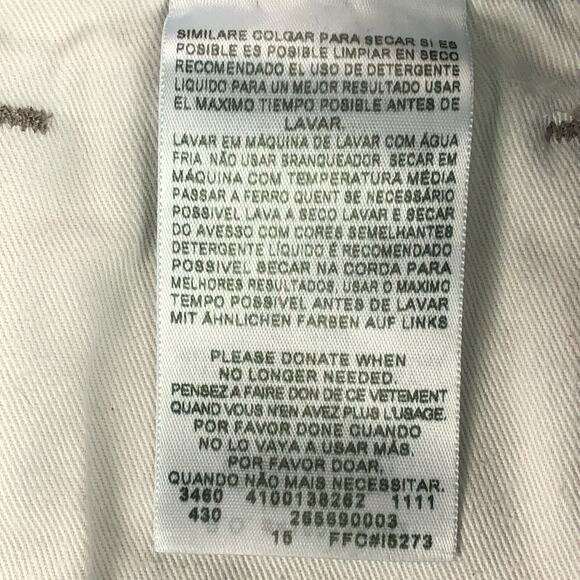 SIMILARE COLGAR PARA SECAR SI ES
POSIBLE ES POSIBLE LIMPIAR EN SECO
RECOMENDADO EL USO DE DETERGENTE
LIQUIDO PARA UN MEJOR RESULTADO USAR
EL MAXIMO TIEMPO POSIBLE ANTES DE
LAVAR.
LAVAR EM MÁQUINA DE LAVAR COM ÁGUA
FRIA NÃO USAR BRANQUEADOR SECAR EM
MÁQUINA COM TEMPERATURA MÉDIA
PASSAR A FERRO QUENT SE NECESSÁRIO
POSSIVEL LAVA A SECO LAVAR E SECAR
DO AVESSO COM CORES SEMELHANTES
DETERGENTE LÍQUIDO É RECOMENDADO
POSSIVEL SECAR NA CORDA PARA
MELHORES RESULTADOS, USAR O MAXIMO
TEMPO POSSIVEL ANTES DE LAVAR
MIT ÄHNLICHEN FARBEN AUF LINKS
PLEASE DONATE WHEN
NO LONGER NEEDED.
PENSEZ A FAIRE DON DE CE VETEMENT
QUAND VOUS N'EN AVEZ PLUS L'USAGE.
POR FAVOR DONE CUANDO
NO LO VAYA A USAR MÁS.
POR FAVOR DOAR.
QUANDO NÃO MAIS NECESSITAR.
3460 4100138262 1111
430 265690003
15 FFC#15273